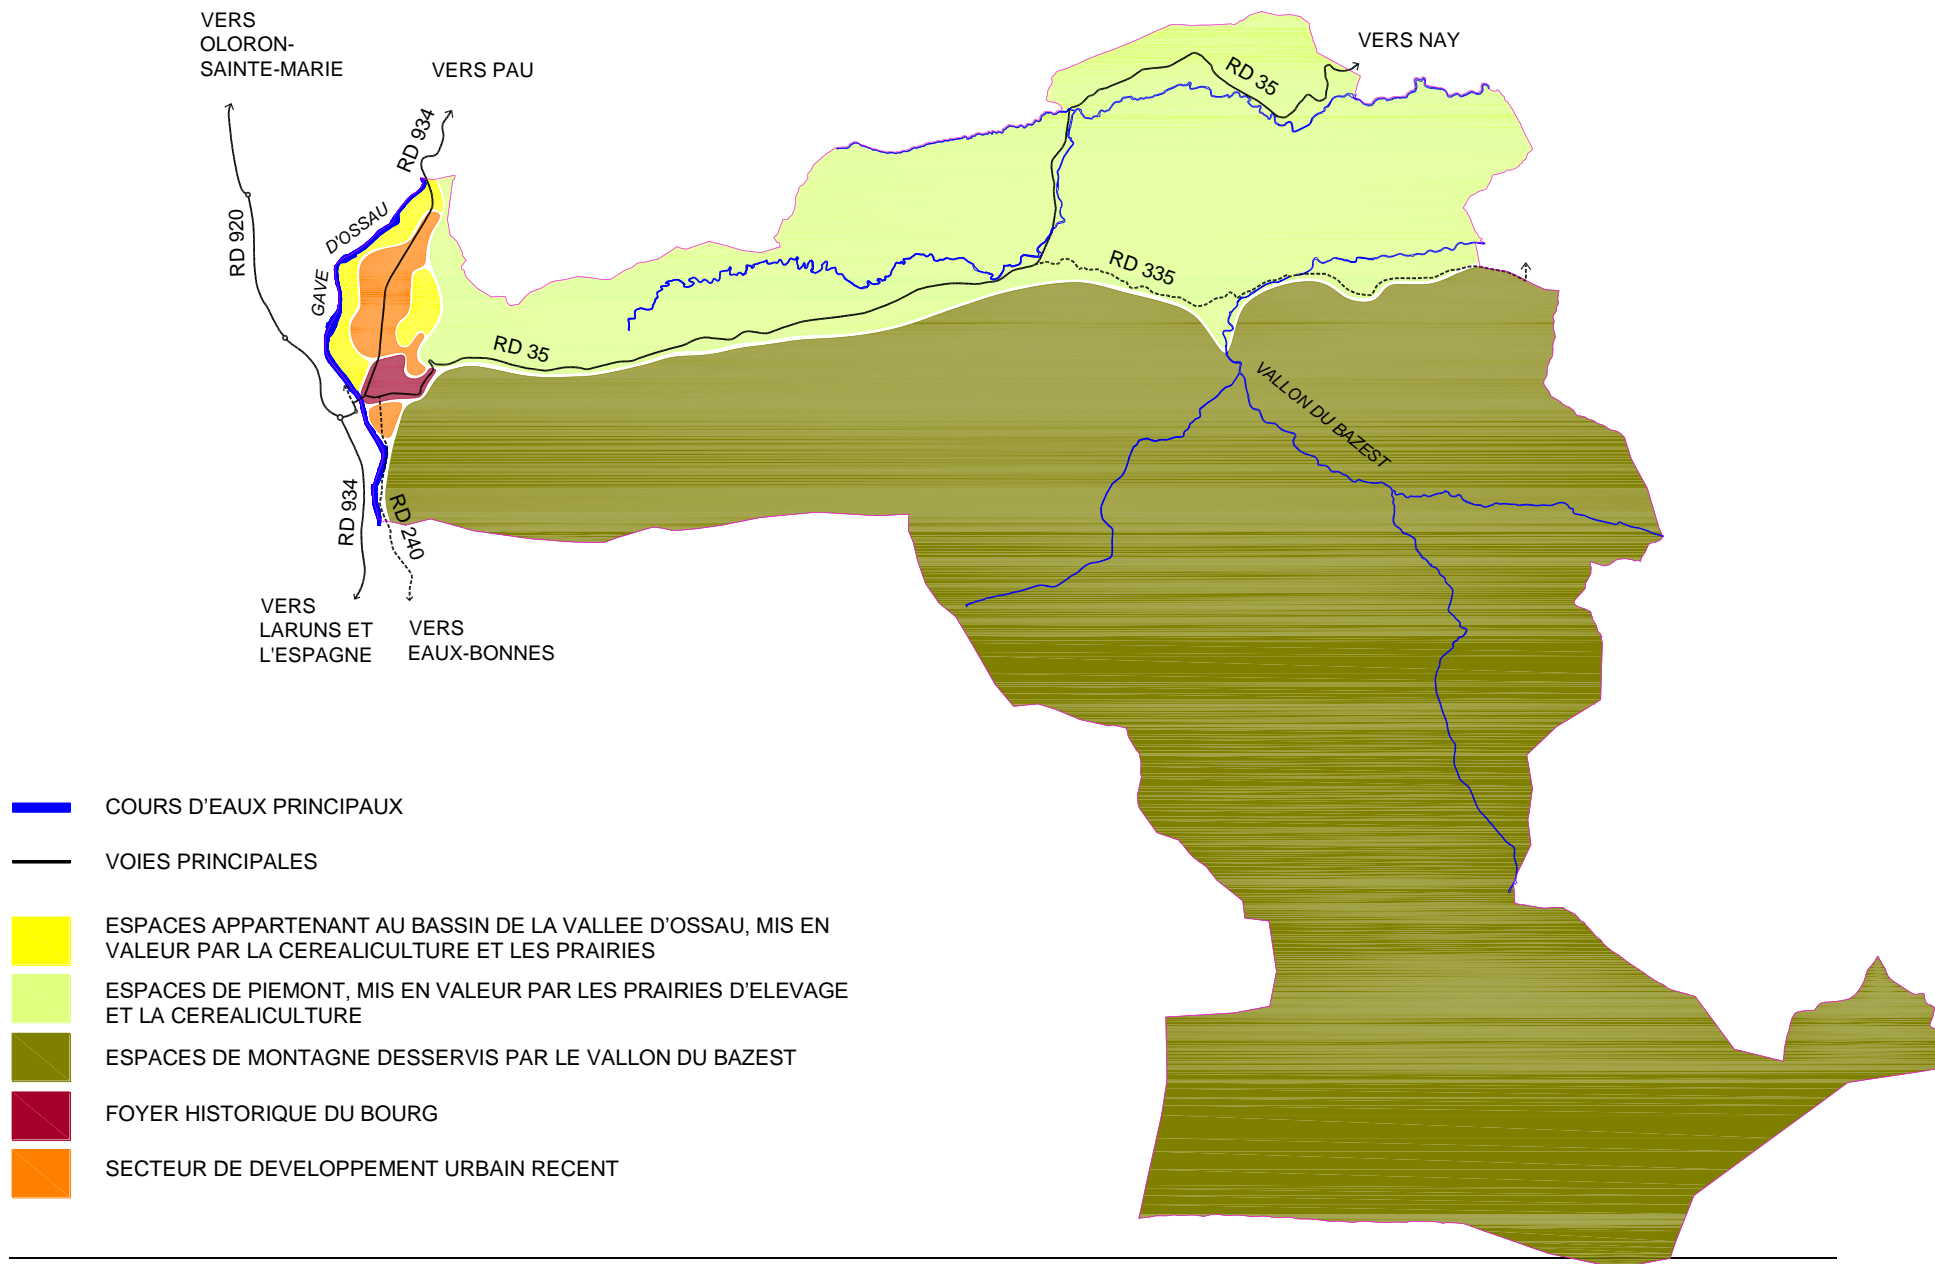 VERS
OLORON-
SAINTE-MARIE
VERS PAU
VERS NAY
RD 934
RD 35
RD 920
GAVE
D'OSSAU
RD 335
RD 35
VALLON DU BAZEST
RD 934
RD 240
VERS
LARUNS ET
L'ESPAGNE
VERS
EAUX-BONNES
COURS D'EAUX PRINCIPAUX
VOIES PRINCIPALES
ESPACES APPARTENANT AU BASSIN DE LA VALLEE D'OSSAU, MIS EN
VALEUR PAR LA CEREALICULTURE ET LES PRAIRIES
ESPACES DE PIEMONT, MIS EN VALEUR PAR LES PRAIRIES D'ELEVAGE
ET LA CEREALICULTURE
ESPACES DE MONTAGNE DESSERVIS PAR LE VALLON DU BAZEST
FOYER HISTORIQUE DU BOURG
SECTEUR DE DEVELOPPEMENT URBAIN RECENT